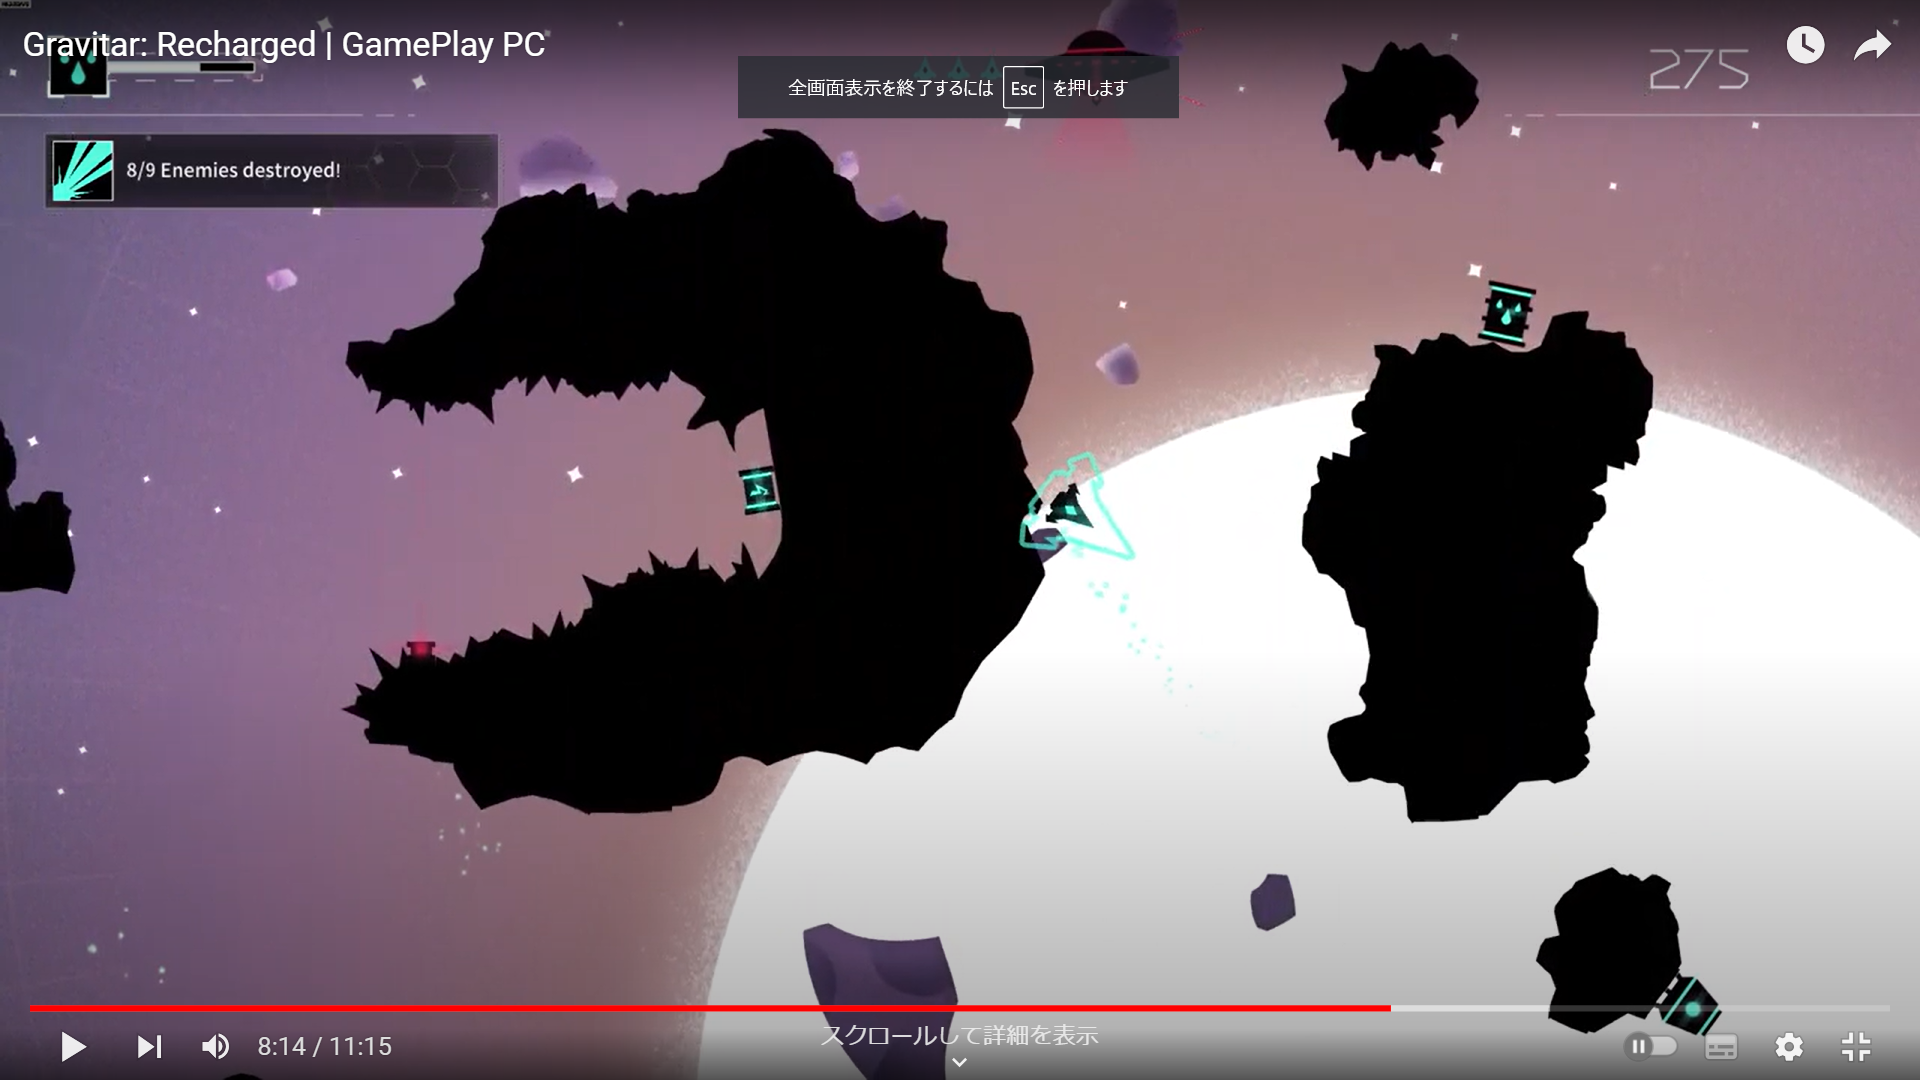 Gravitar: Recharged | GamePlay PC
全画面表示を終了するには Esc を押します
275
8/9 Enemies destroyed!
スクロールして詳細を表示
8:14 / 11:15